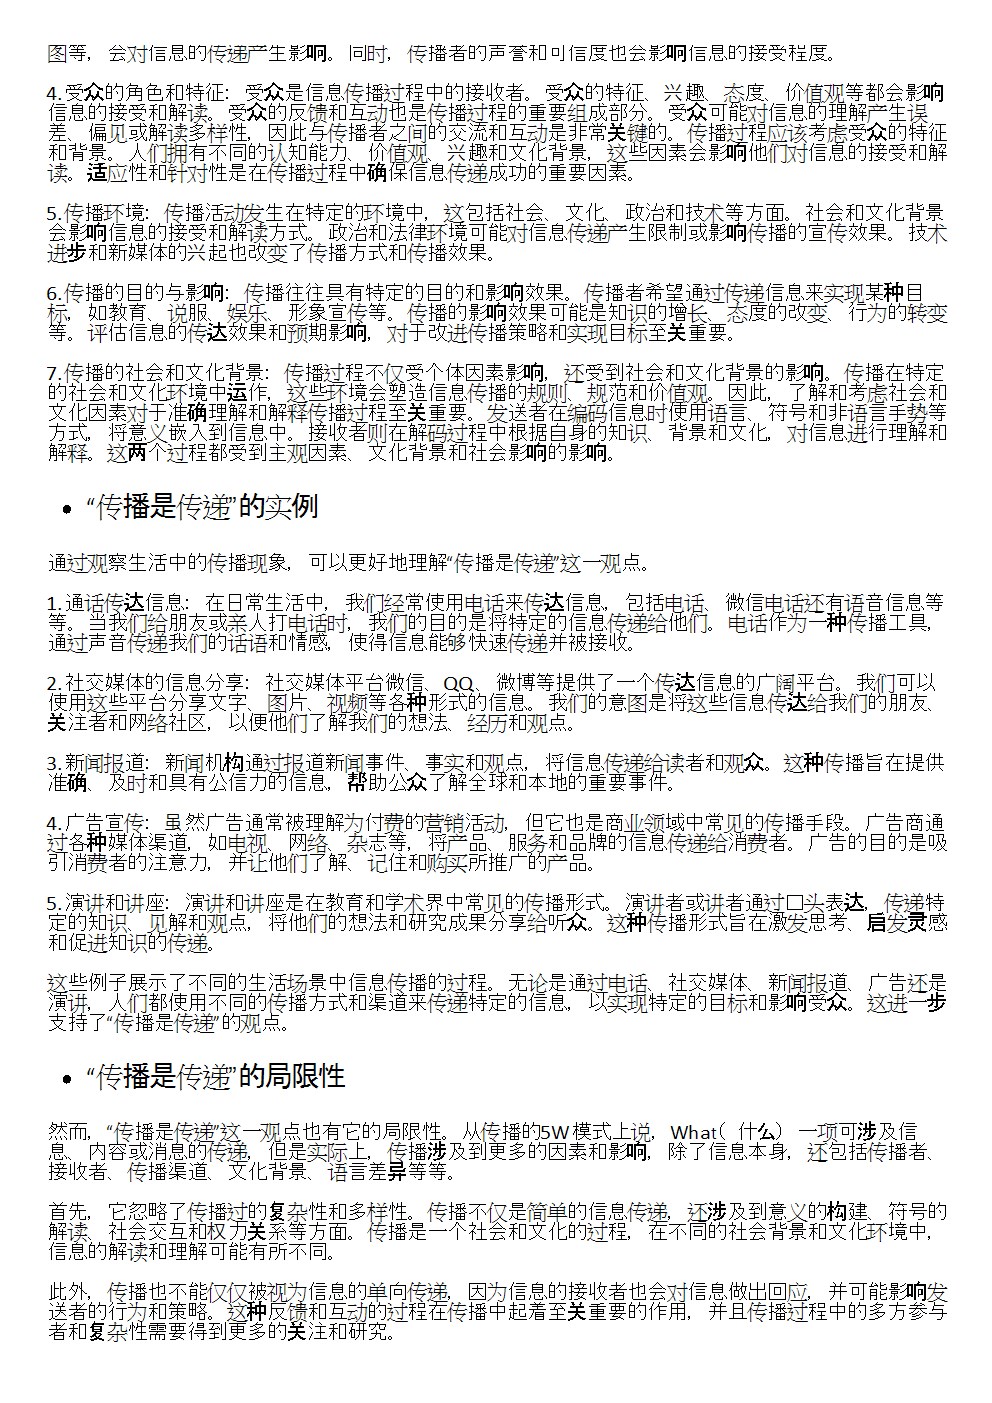 图等，会对信息的传递产生影响。同时，传播者的声誉和可信度也会影响信息的接受程度。
4.受众的角色和特征：受众是信息传播过程中的接收者。受众的特征、兴趣、态度、价值观等都会影响
信息的接受和解读。受众的反馈和互动也是传播过程的重要组成部分。受众可能对信息的理解产生误
差、偏见或解读多样性，因此与传播者之间的交流和互动是非常关键的。传播过程应该考虑受众的特征
和背景。人们拥有不同的认知能力、价值观、兴趣和文化背景，这些因素会影响他们对信息的接受和解
读。适应性和针对性是在传播过程中确保信息传递成功的重要因素。
5.传播环境：传播活动发生在特定的环境中，这包括社会、文化、政治和技术等方面。社会和文化背景
会影响信息的接受和解读方式。政治和法律环境可能对信息传递产生限制或影响传播的宣传效果。技术
进步和新媒体的兴起也改变了传播方式和传播效果。
6.传播的目的与影响：传播往往具有特定的目的和影响效果。传播者希望通过传递信息来实现某种目
标，如教育、说服、娱乐、形象宣传等。传播的影响效果可能是知识的增长、态度的改变、行为的转变
等。评估信息的传达效果和预期影响，对于改进传播策略和实现目标至关重要。
7.传播的社会和文化背景：传播过程不仅受个体因素影响，还受到社会和文化背景的影响。传播在特定
的社会和文化环境中运作，这些环境会塑造信息传播的规则、规范和价值观。因此，了解和考虑社会和
文化因素对于准确理解和解释传播过程至关重要。发送者在编码信息时使用语言、符号和非语言手势等
方式，将意义嵌入到信息中。接收者则在解码过程中根据自身的知识、背景和文化，对信息进行理解和
解释。这两个过程都受到主观因素、文化背景和社会影响的影响。
• “传播是传递”的实例
通过观察生活中的传播现象，可以更好地理解“传播是传递”这一观点。
1.通话传达信息：在日常生活中，我们经常使用电话来传达信息，包括电话、微信电话还有语音信息等
等。当我们给朋友或亲人打电话时，我们的目的是将特定的信息传递给他们。电话作为一种传播工具，
通过声音传递我们的话语和情感，使得信息能够快速传递并被接收。
2.社交媒体的信息分享：社交媒体平台微信、QQ、微博等提供了一个传达信息的广阔平台。我们可以
使用这些平台分享文字、图片、视频等各种形式的信息。我们的意图是将这些信息传达给我们的朋友、
关注者和网络社区，以便他们了解我们的想法、经历和观点。
3.新闻报道：新闻机构通过报道新闻事件、事实和观点，将信息传递给读者和观众。这种传播旨在提供
准确、及时和具有公信力的信息，帮助公众了解全球和本地的重要事件。
4.广告宣传：虽然广告通常被理解为付费的营销活动，但它也是商业领域中常见的传播手段。广告商通
过各种媒体渠道，如电视、网络、杂志等，将产品、服务和品牌的信息传递给消费者。广告的目的是吸
引消费者的注意力，并让他们了解、记住和购买所推广的产品。
5.演讲和讲座：演讲和讲座是在教育和学术界中常见的传播形式。演讲者或讲者通过口头表达，传递特
定的知识、见解和观点，将他们的想法和研究成果分享给听众。这种传播形式旨在激发思考、启发灵感
和促进知识的传递。
这些例子展示了不同的生活场景中信息传播的过程。无论是通过电话、社交媒体、新闻报道、广告还是
演讲，人们都使用不同的传播方式和渠道来传递特定的信息，以实现特定的目标和影响受众。这进一步
支持了“传播是传递”的观点。
• “传播是传递”的局限性
然而，“传播是传递”这一观点也有它的局限性。从传播的5W模式上说，What（什么）一项可涉及信
息、内容或消息的传递，但是实际上，传播涉及到更多的因素和影响，除了信息本身，还包括传播者、
接收者、传播渠道、文化背景、语言差异等等。
首先，它忽略了传播过的复杂性和多样性。传播不仅是简单的信息传递，还涉及到意义的构建、符号的
解读、社会交互和权力关系等方面。传播是一个社会和文化的过程，在不同的社会背景和文化环境中，
信息的解读和理解可能有所不同。
此外，传播也不能仅仅被视为信息的单向传递，因为信息的接收者也会对信息做出回应，并可能影响发
送者的行为和策略。这种反馈和互动的过程在传播中起着至关重要的作用，并且传播过程中的多方参与
者和复杂性需要得到更多的关注和研究。